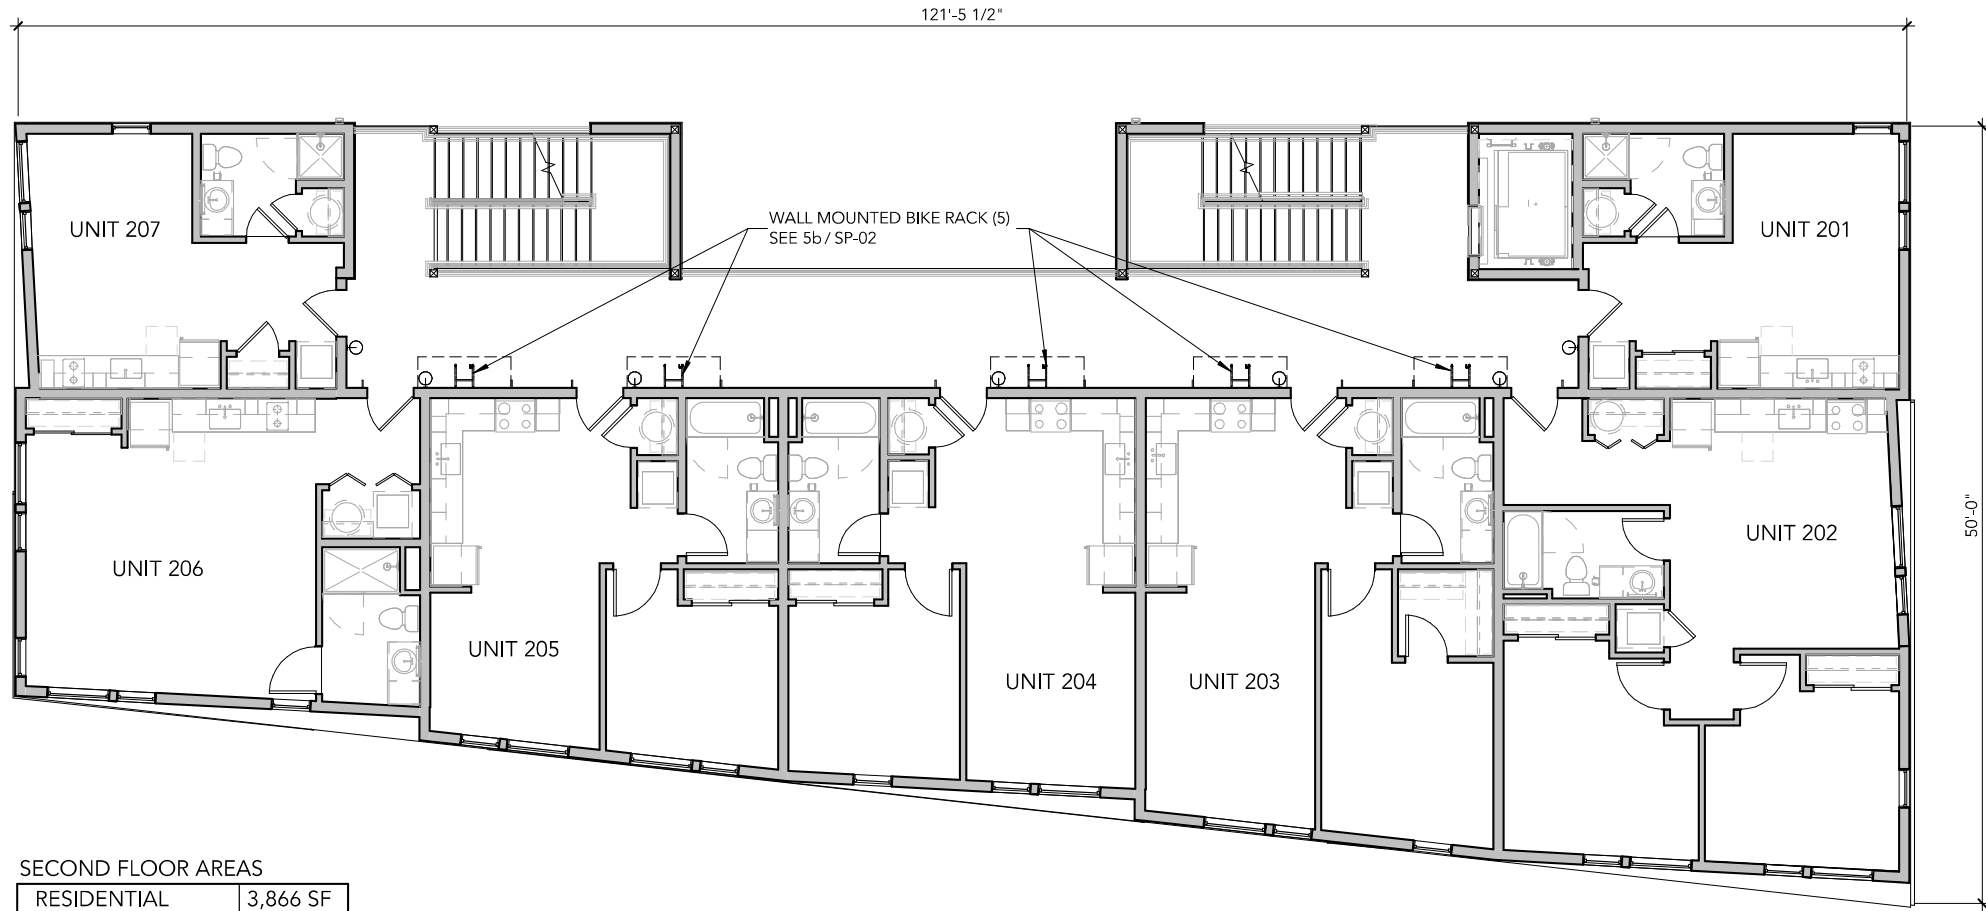 121'-5 1/2"
WALL MOUNTED BIKE RACK (5)
SEE 5b / SP-02
UNIT 207
UNIT 201
50'-0"
UNIT 202
UNIT 206
UNIT 205
UNIT 204
UNIT 203
SECOND FLOOR AREAS
RESIDENTIAL 3,866 SF